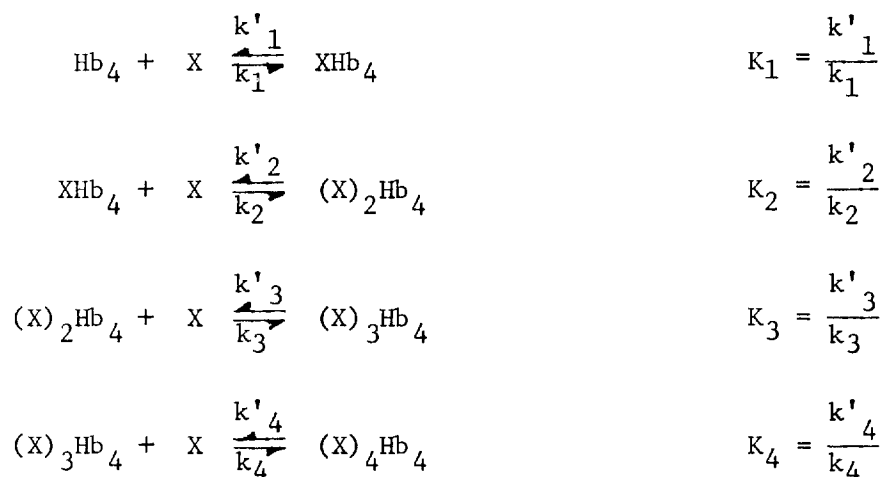 Hb₄ + X ⇌ (k'₁ / k₁) XHb₄    K₁ = k'₁ / k₁
XHb₄ + X ⇌ (k'₂ / k₂) (X)₂Hb₄    K₂ = k'₂ / k₂
(X)₂Hb₄ + X ⇌ (k'₃ / k₃) (X)₃Hb₄    K₃ = k'₃ / k₃
(X)₃Hb₄ + X ⇌ (k'₄ / k₄) (X)₄Hb₄    K₄ = k'₄ / k₄